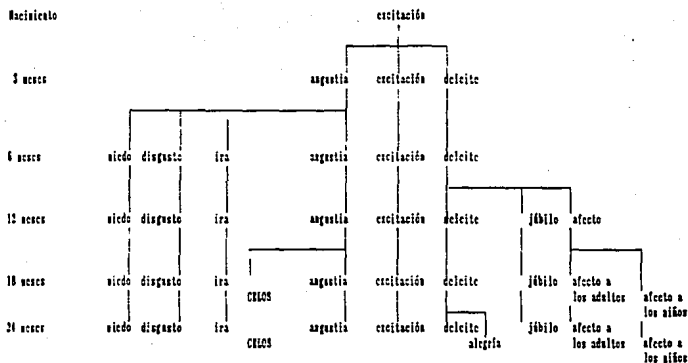 Nacimiento excitación
3 meses angustia excitación deleite
6 meses miedo disgusto ira angustia excitación deleite
12 meses miedo disgusto ira angustia excitación deleite júbilo afecto
18 meses miedo disgusto ira CELOS angustia excitación deleite júbilo afecto a los adultos afecto a los niños
24 meses miedo disgusto ira CELOS angustia excitación deleite alegría júbilo afecto a los adultos afecto a los niños